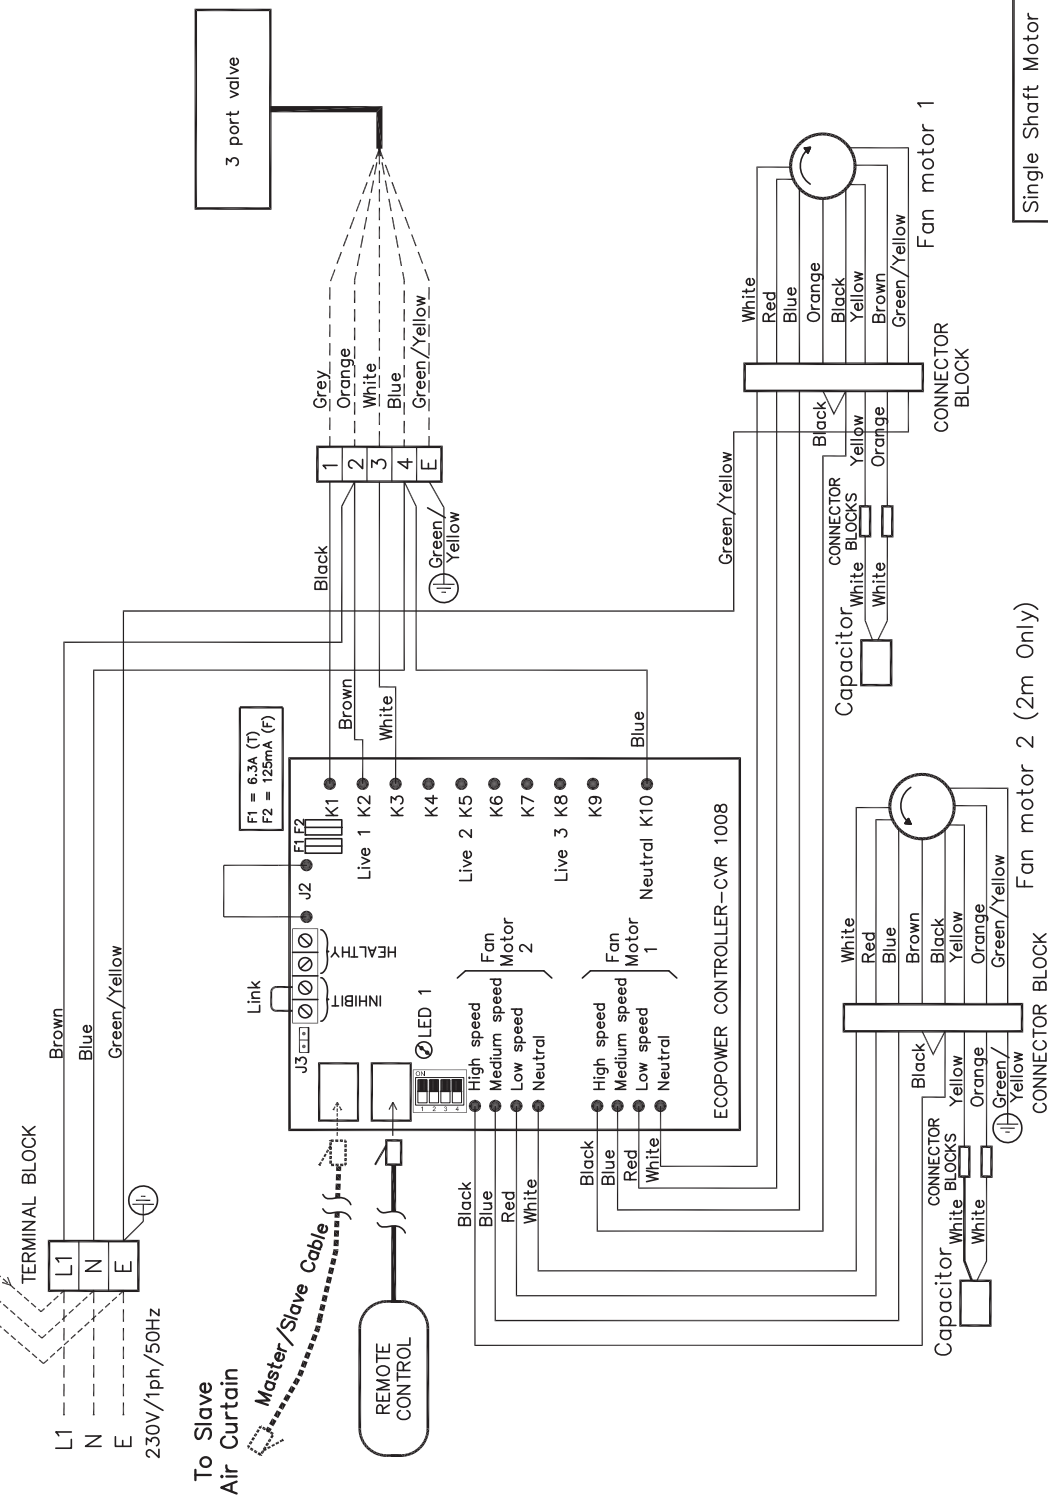 3 port valve
Single Shaft Motor
Fan motor 1
White
Red
Blue
Orange
Black
Yellow
Brown
Green/Yellow
Grey
Orange
White
Blue
Green/Yellow
1
2
3
4
E
CONNECTOR
BLOCK
Black
Yellow
Orange
Green/Yellow
Black
Green/
Yellow
CONNECTOR
BLOCKS
White
White
Capacitor
Brown
White
Blue
F1 = 6.3A (T)
F2 = 125mA (F)
F1 F2
K1
K2
K3
K4
K5
K6
K7
K8
K9
K10
Live 1
Live 2
Live 3
Neutral
J2
HEALTHY
INHIBIT
Link
J3
LED 1
ON
1 2 3 4
Fan
Motor
2
High speed
Medium speed
Low speed
Neutral
Fan
Motor
1
High speed
Medium speed
Low speed
Neutral
ECOPOWER CONTROLLER-CVR 1008
Fan motor 2 (2m Only)
White
Red
Blue
Brown
Black
Yellow
Orange
Green/Yellow
CONNECTOR BLOCK
Black
Yellow
Orange
Green/
Yellow
CONNECTOR
BLOCKS
White
White
Capacitor
Brown
Blue
Green/Yellow
TERMINAL BLOCK
L1
N
E
L1
N
E
230V/1ph/50Hz
Black
Blue
Red
White
Black
Blue
Red
White
Master/Slave Cable
To Slave
Air Curtain
REMOTE
CONTROL